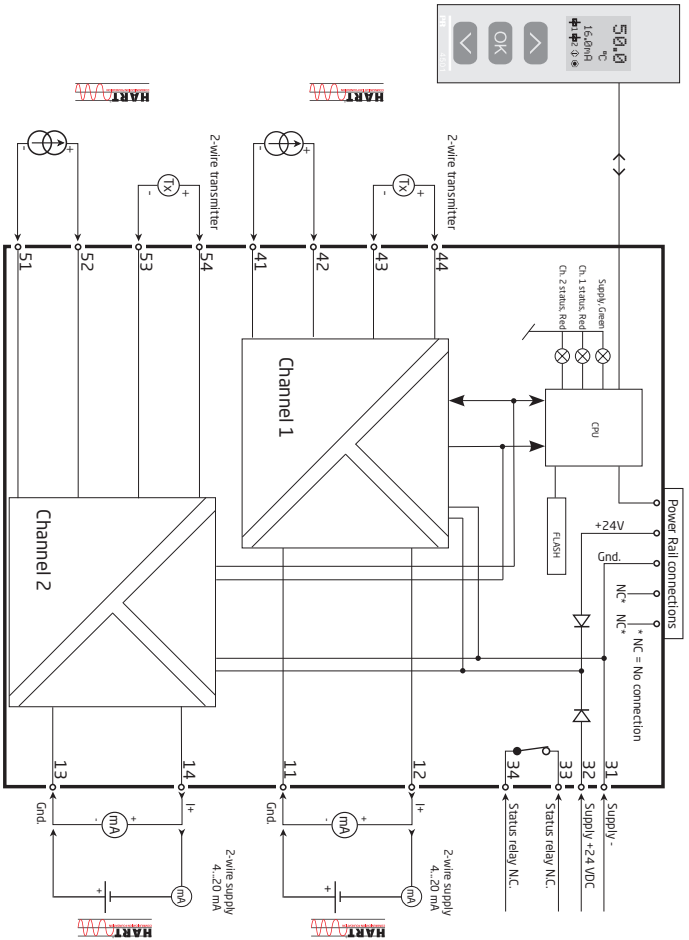 50.0
°C
16.0mA
OK
Power Rail connections
+24V
Gnd.
NC*
NC*
* NC = No connection
Supply, Green
Ch. 1 status, Red
Ch. 2 status, Red
CPU
FLASH
31
Supply -
32
Supply +24 VDC
33
Status relay N.C.
34
Status relay N.C.
HART
2-wire transmitter
+
Tx
-
+
-
44
43
42
41
Channel 1
12
11
I+
+
mA
-
Gnd.
mA
+
2-wire supply
4...20 mA
HART
HART
2-wire transmitter
+
Tx
-
+
-
54
53
52
51
Channel 2
14
13
I+
+
mA
-
Gnd.
mA
+
2-wire supply
4...20 mA
HART